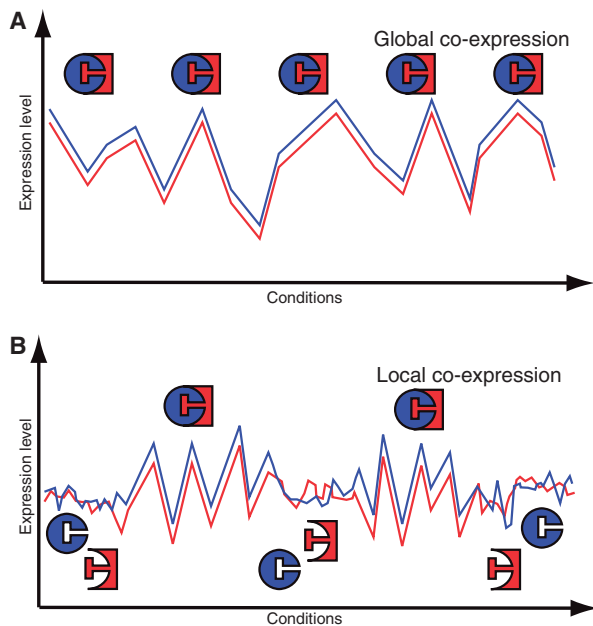 A
Global co-expression
Expression level
Conditions
B
Local co-expression
Expression level
Conditions